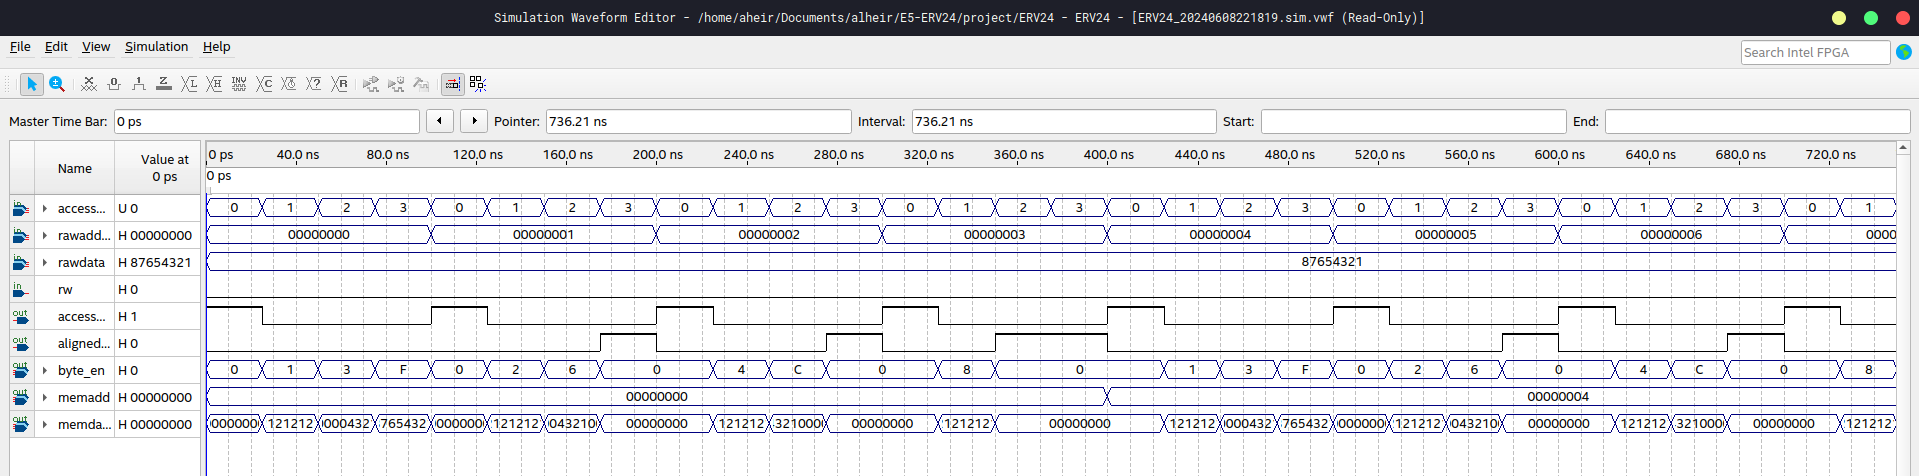 Simulation Waveform Editor - /home/aheir/Documents/alheir/E5-ERV24/project/ERV24 - ERV24 - [ERV24_20240608221819.sim.vwf (Read-Only)]
File Edit View Simulation Help
Search Intel FPGA
Master Time Bar: 0 ps Pointer: 736.21 ns Interval: 736.21 ns Start: End:
Name Value at 0 ps
0 ps 40.0 ns 80.0 ns 120.0 ns 160.0 ns 200.0 ns 240.0 ns 280.0 ns 320.0 ns 360.0 ns 400.0 ns 440.0 ns 480.0 ns 520.0 ns 560.0 ns 600.0 ns 640.0 ns 680.0 ns 720.0 ns
0 ps
access... U 0 0 1 2 3 0 1 2 3 0 1 2 3 0 1 2 3 0 1 2 3 0 1 2 3 0 1 2 3 0 1
rawadd... H 00000000 00000000 00000001 00000002 00000003 00000004 00000005 00000006 0000
rawdata H 87654321 87654321
rw H 0
access... H 1
aligned... H 0
byte_en H 0 0 1 3 F 0 2 6 0 4 C 0 8 0 1 3 F 0 2 6 0 4 C 0 8
memadd H 00000000 00000000 00000004
memda... H 00000000 0000000 121212 000432 765432 000000 121212 043210 00000000 121212 321000 00000000 121212 00000000 121212 000432 765432 000000 121212 043210 00000000 121212 321000 00000000 121212